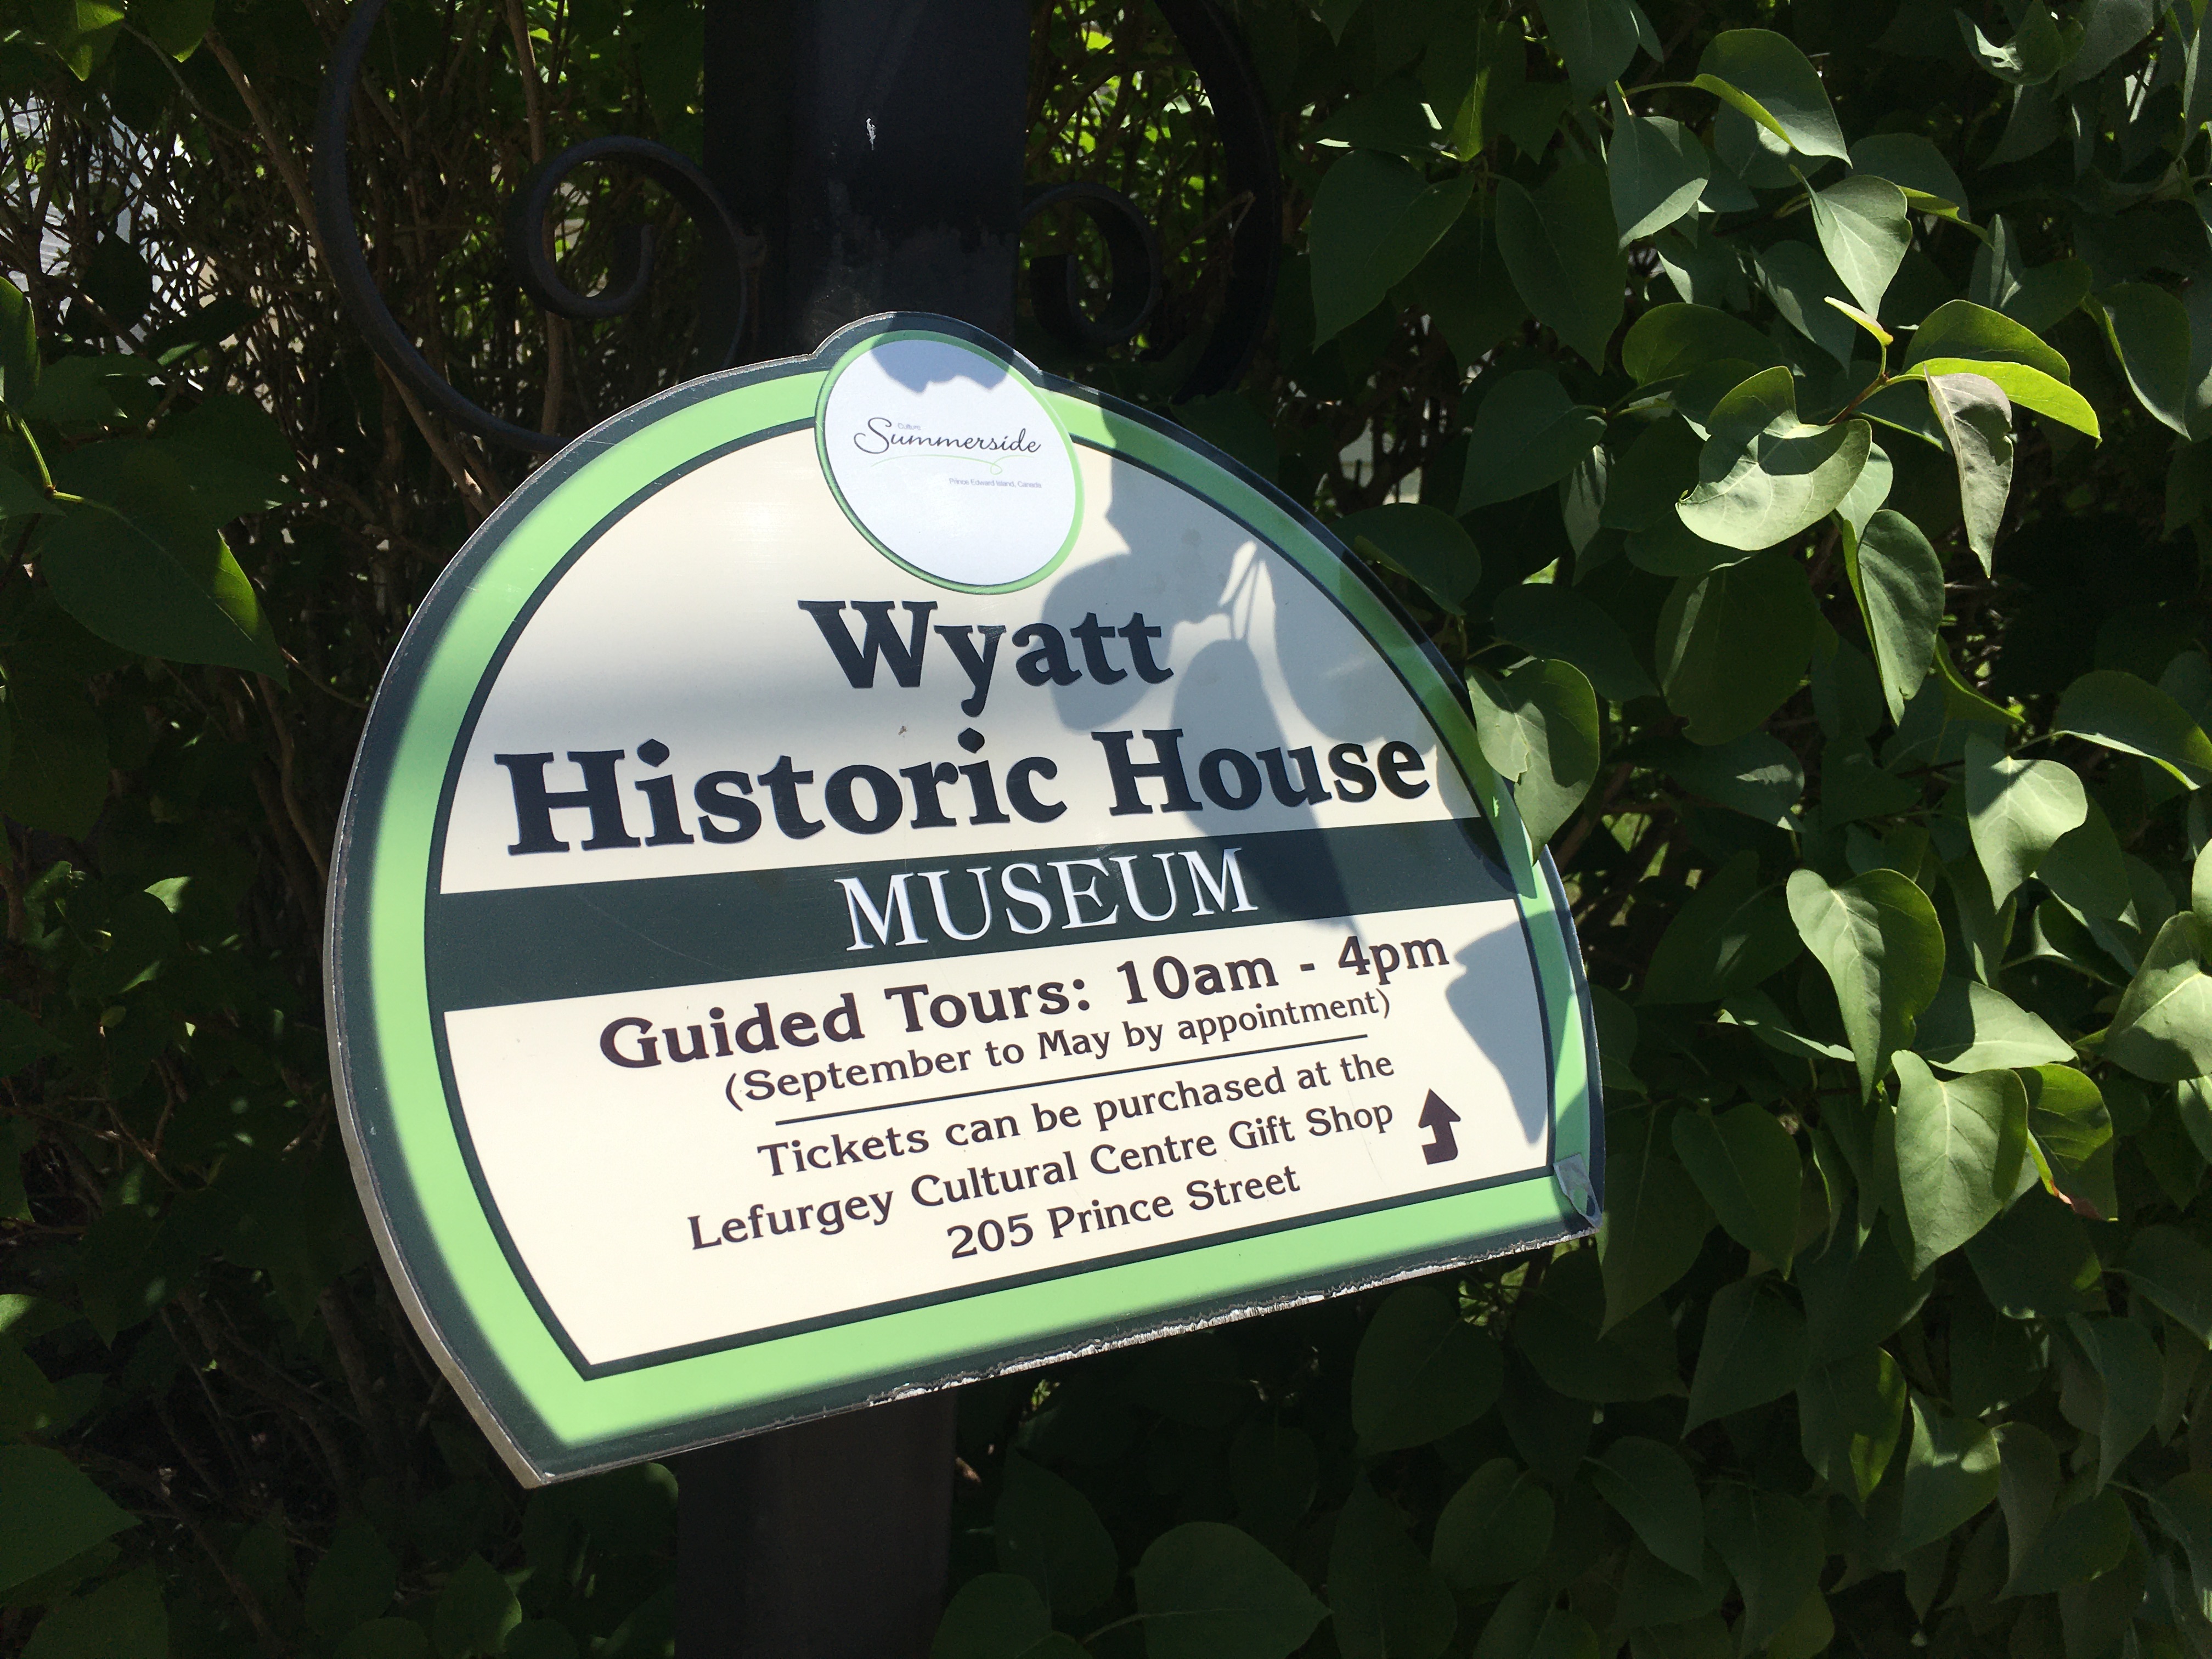 Culture
Summerside
Prince Edward Island, Canada
Wyatt
Historic House
MUSEUM
Guided Tours: 10am - 4pm
(September to May by appointment)
Tickets can be purchased at the
Lefurgey Cultural Centre Gift Shop
205 Prince Street